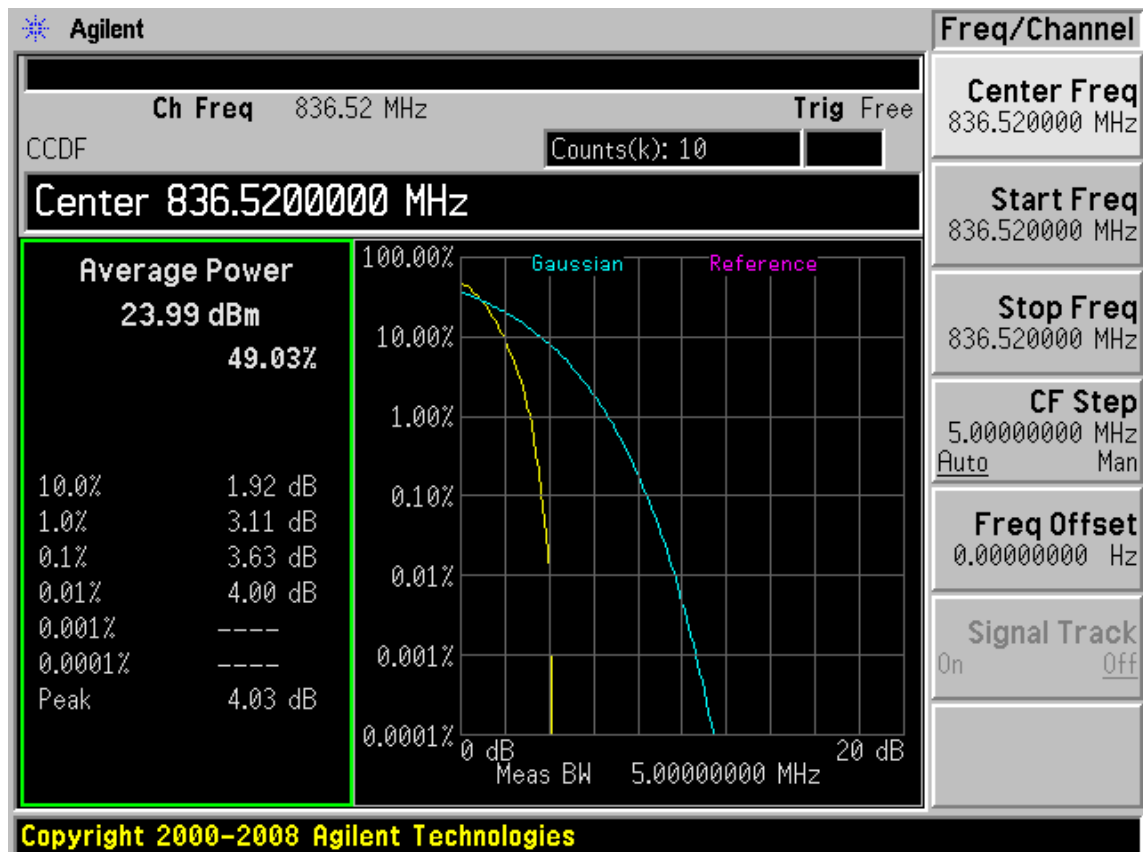 Agilent
Ch Freq 836.52 MHz Trig Free
CCDF Counts(k): 10
Center 836.5200000 MHz
Average Power
23.99 dBm
49.03%
10.0% 1.92 dB
1.0% 3.11 dB
0.1% 3.63 dB
0.01% 4.00 dB
0.001% ----
0.0001% ----
Peak 4.03 dB
Gaussian Reference
100.00%
10.00%
1.00%
0.10%
0.01%
0.001%
0.0001%
0 dB 20 dB
Meas BW 5.00000000 MHz
Freq/Channel
Center Freq
836.520000 MHz
Start Freq
836.520000 MHz
Stop Freq
836.520000 MHz
CF Step
5.00000000 MHz
Auto Man
Freq Offset
0.00000000 Hz
Signal Track
On Off
Copyright 2000-2008 Agilent Technologies